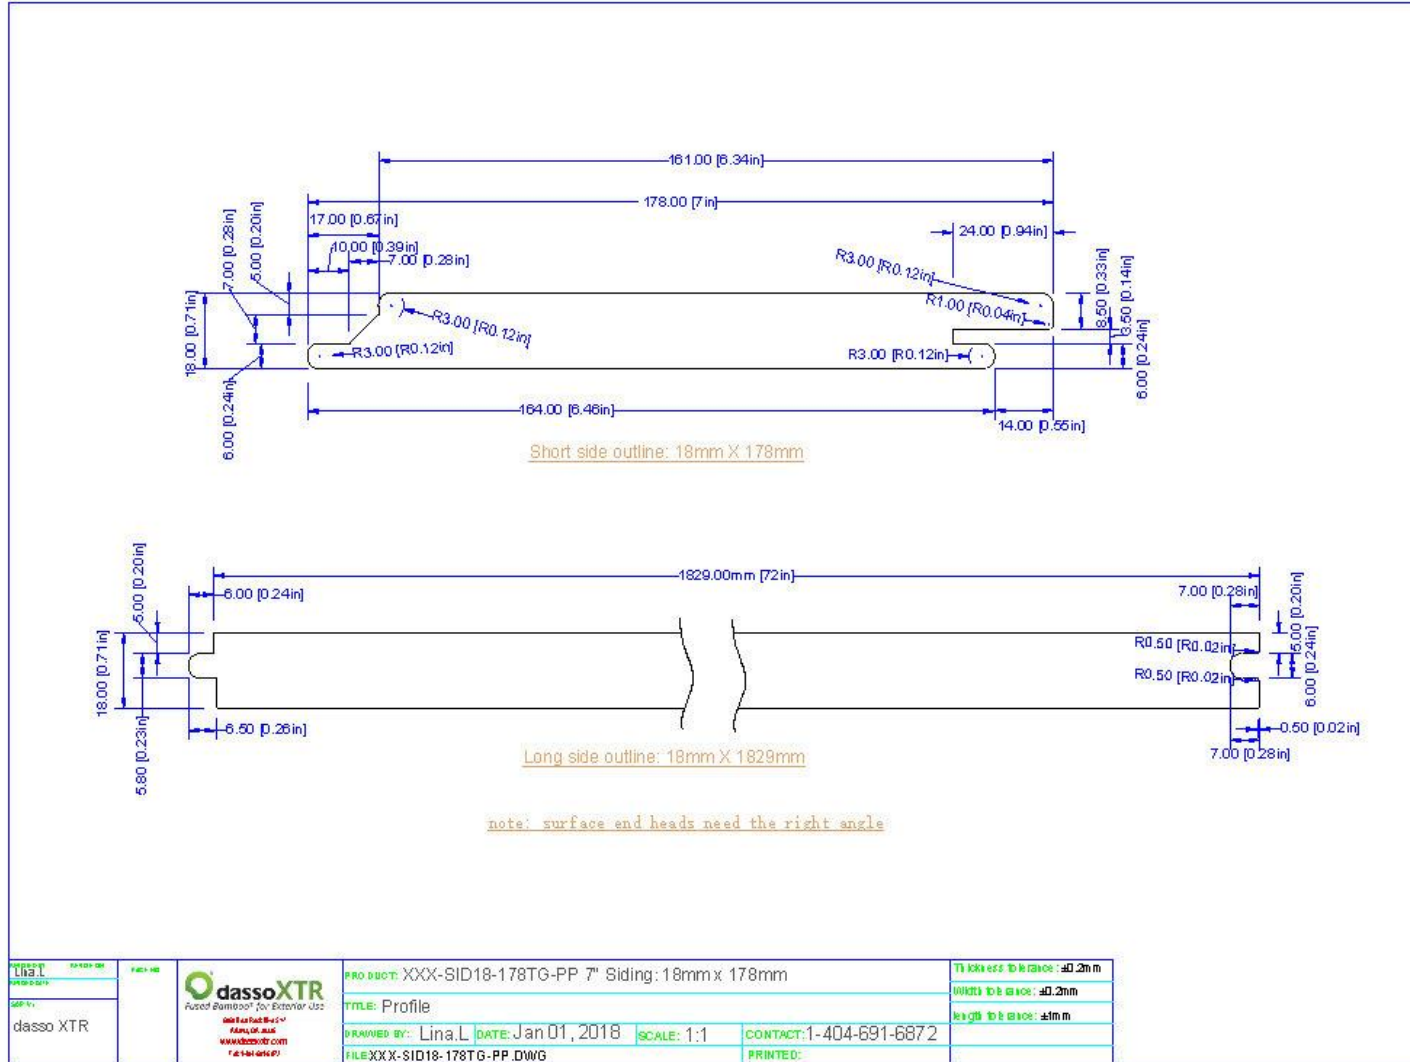 161.00 [6.34in]
178.00 [7in]
17.00 [0.67in]
10.00 [0.39in]
7.00 [0.28in]
5.00 [0.20in]
7.00 [0.28in]
18.00 [0.71in]
6.00 [0.24in]
R3.00 [R0.12in]
R3.00 [R0.12in]
24.00 [0.94in]
R3.00 [R0.12in]
R1.00 [R0.04in]
R3.00 [R0.12in]
8.50 [0.33in]
3.50 [0.14in]
6.00 [0.24in]
164.00 [6.46in]
14.00 [0.55in]
Short side outline: 18mm X 178mm
1829.00mm [72in]
5.00 [0.20in]
6.00 [0.24in]
18.00 [0.71in]
5.80 [0.23in]
6.50 [0.26in]
7.00 [0.28in]
5.00 [0.20in]
R0.50 [R0.02in]
R0.50 [R0.02in]
6.00 [0.24in]
0.50 [0.02in]
7.00 [0.28in]
Long side outline: 18mm X 1829mm
note: surface end heads need the right angle
Lina.L
dasso XTR
dassoXTR
Fused Bamboo® for Exterior Use
www.dassoxtr.com
PRODUCT: XXX-SID18-178TG-PP 7" Siding: 18mm x 178mm
TITLE: Profile
DRAWED BY: Lina.L DATE: Jan 01, 2018 SCALE: 1:1 CONTACT: 1-404-691-6872
FILE XXX-SID18-178TG-PP.DWG PRINTED:
Thickness tolerance: ±0.2mm
Width tolerance: ±0.2mm
length tolerance: ±1mm